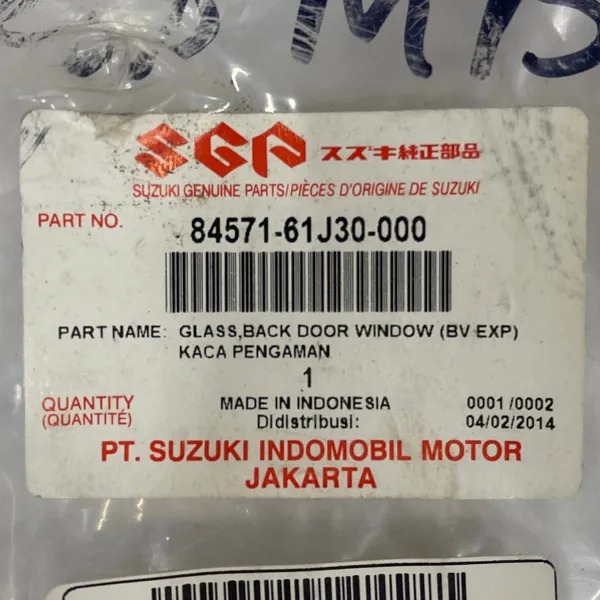 SGP スズキ純正部品
SUZUKI GENUINE PARTS/PIÈCES D'ORIGINE DE SUZUKI
PART NO. 84571-61J30-000
PART NAME: GLASS,BACK DOOR WINDOW (BV EXP)
KACA PENGAMAN
1
QUANTITY MADE IN INDONESIA 0001 /0002
(QUANTITÉ) Didistribusi: 04/02/2014
PT. SUZUKI INDOMOBIL MOTOR
JAKARTA